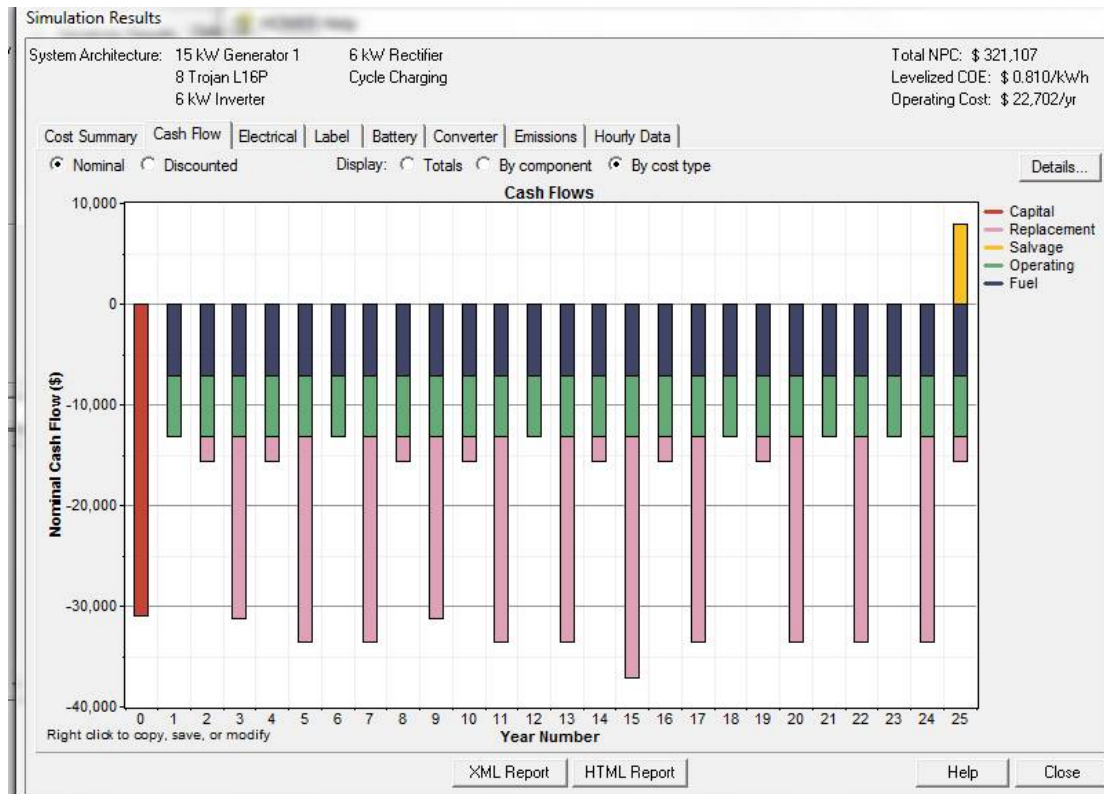 Simulation Results
System Architecture: 15 kW Generator 1 6 kW Rectifier
8 Trojan L16P Cycle Charging
6 kW Inverter
Total NPC: $ 321,107
Levelized COE: $ 0.810/kWh
Operating Cost: $ 22,702/yr
Cost Summary Cash Flow Electrical Label Battery Converter Emissions Hourly Data
Nominal Discounted Display: Totals By component By cost type Details...
Cash Flows
10,000
0
-10,000
-20,000
-30,000
-40,000
Nominal Cash Flow ($)
Capital
Replacement
Salvage
Operating
Fuel
0 1 2 3 4 5 6 7 8 9 10 11 12 13 14 15 16 17 18 19 20 21 22 23 24 25
Right click to copy, save, or modify
Year Number
XML Report HTML Report Help Close